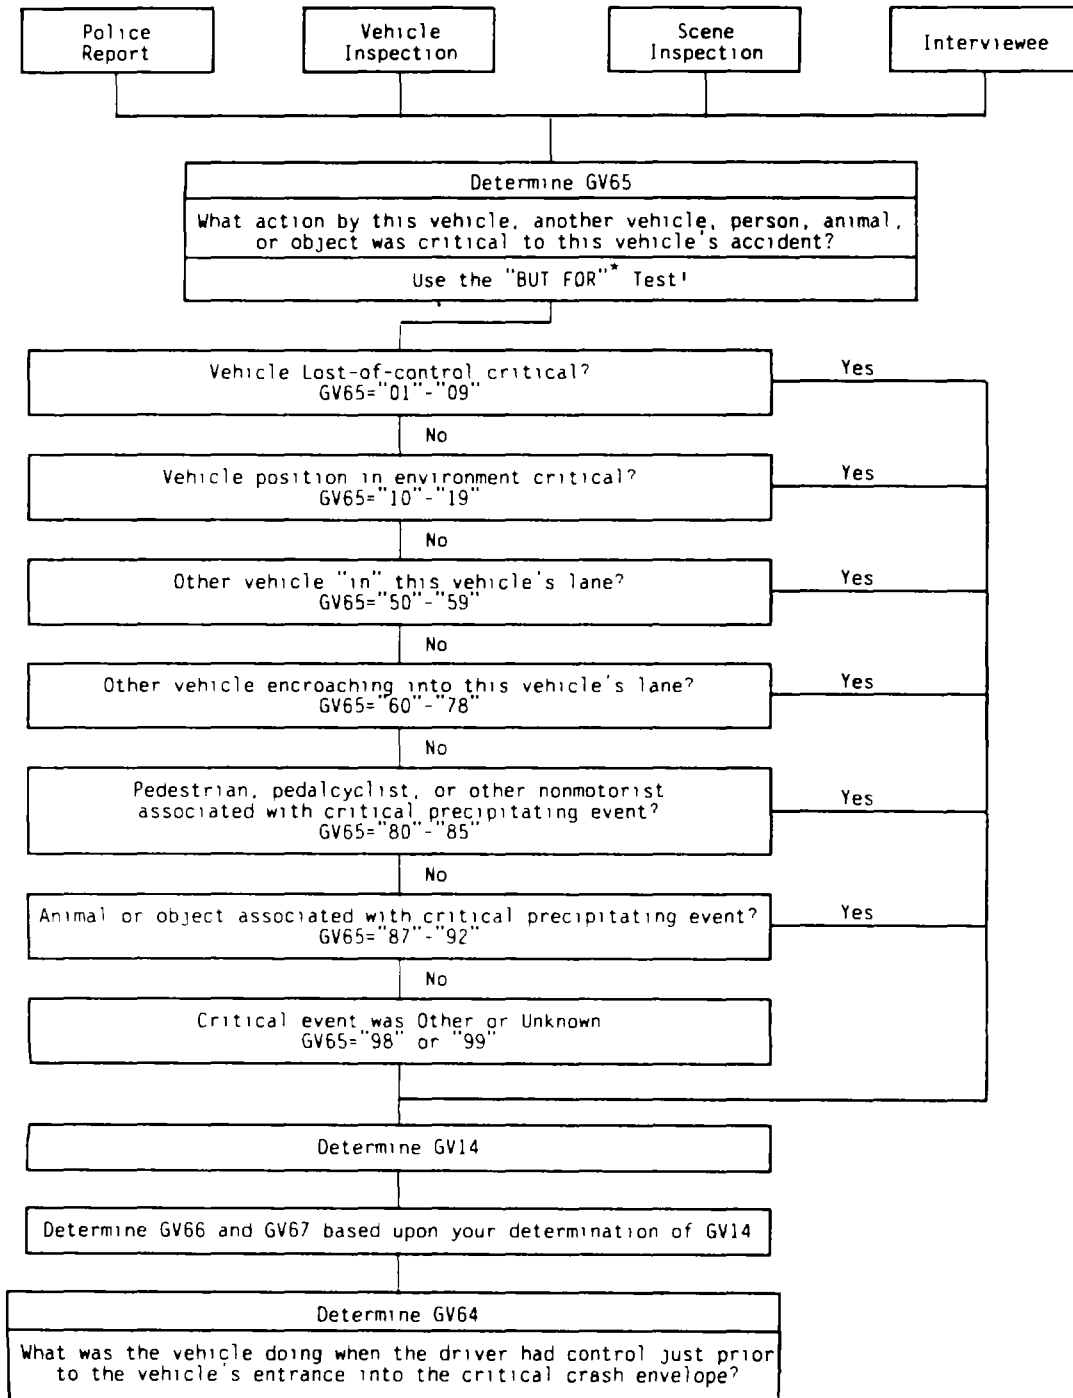 Police
Report
Vehicle
Inspection
Scene
Inspection
Interviewee
Determine GV65
What action by this vehicle, another vehicle, person, animal,
or object was critical to this vehicle's accident?
Use the "BUT FOR"* Test!
Vehicle Lost-of-control critical?
GV65="01"-"09"
Yes
No
Vehicle position in environment critical?
GV65="10"-"19"
Yes
No
Other vehicle "in" this vehicle's lane?
GV65="50"-"59"
Yes
No
Other vehicle encroaching into this vehicle's lane?
GV65="60"-"78"
Yes
No
Pedestrian, pedalcyclist, or other nonmotorist
associated with critical precipitating event?
GV65="80"-"85"
Yes
No
Animal or object associated with critical precipitating event?
GV65="87"-"92"
Yes
No
Critical event was Other or Unknown
GV65="98" or "99"
Determine GV14
Determine GV66 and GV67 based upon your determination of GV14
Determine GV64
What was the vehicle doing when the driver had control just prior
to the vehicle's entrance into the critical crash envelope?